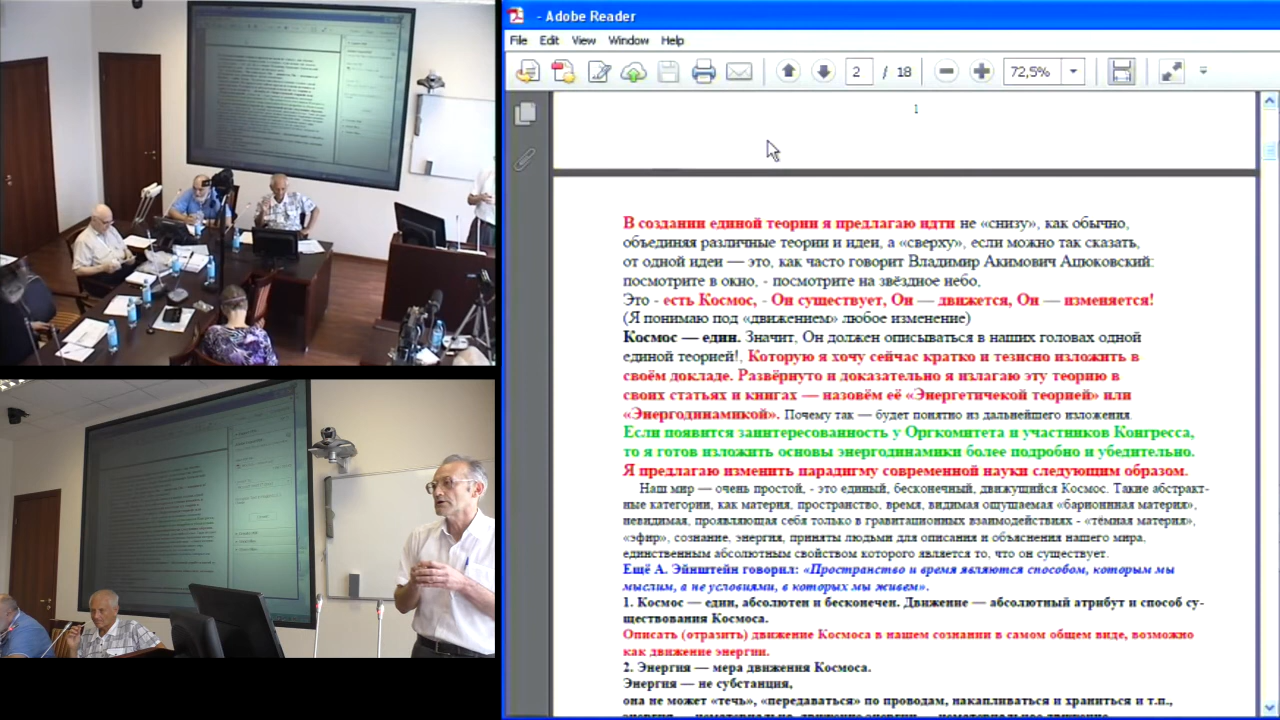 - Adobe Reader
File Edit View Window Help
2 / 18 72,5%
1
В создании единой теории я предлагаю идти не «снизу», как обычно,
объединяя различные теории и идеи, а «сверху», если можно так сказать,
от одной идеи — это, как часто говорит Владимир Акимович Ацюковский:
посмотрите в окно, - посмотрите на звёздное небо,
Это - есть Космос, - Он существует, Он — движется, Он — изменяется!
(Я понимаю под «движением» любое изменение)
Космос — един. Значит, Он должен описываться в наших головах одной
единой теорией!, Которую я хочу сейчас кратко и тезисно изложить в
своём докладе. Развёрнуто и доказательно я излагаю эту теорию в
своих статьях и книгах — назовём её «Энергетичекой теорией» или
«Энергодинамикой». Почему так — будет понятно из дальнейшего изложения.
Если появится заинтересованность у Оргкомитета и участников Конгресса,
то я готов изложить основы энергодинамики более подробно и убедительно.
Я предлагаю изменить парадигму современной науки следующим образом.
Наш мир — очень простой, - это единый, бесконечный, движущийся Космос. Такие абстракт-
ные категории, как материя, пространство, время, видимая ощущаемая «барионная материя»,
невидимая, проявляющая себя только в гравитационных взаимодействиях - «тёмная материя»,
«эфир», сознание, энергия, приняты людьми для описания и объяснения нашего мира,
единственным абсолютным свойством которого является то, что он существует.
Ещё А. Эйнштейн говорил: «Пространство и время являются способом, которым мы
мыслим, а не условиями, в которых мы живем».
1. Космос — един, абсолютен и бесконечен. Движение — абсолютный атрибут и способ су-
ществования Космоса.
Описать (отразить) движение Космоса в нашем сознании в самом общем виде, возможно
как движение энергии.
2. Энергия — мера движения Космоса.
Энергия — не субстанция,
она не может «течь», «передаваться» по проводам, накапливаться и храниться и т.п.,
энергия — нематериальна, движение энергии — нематериальное движение